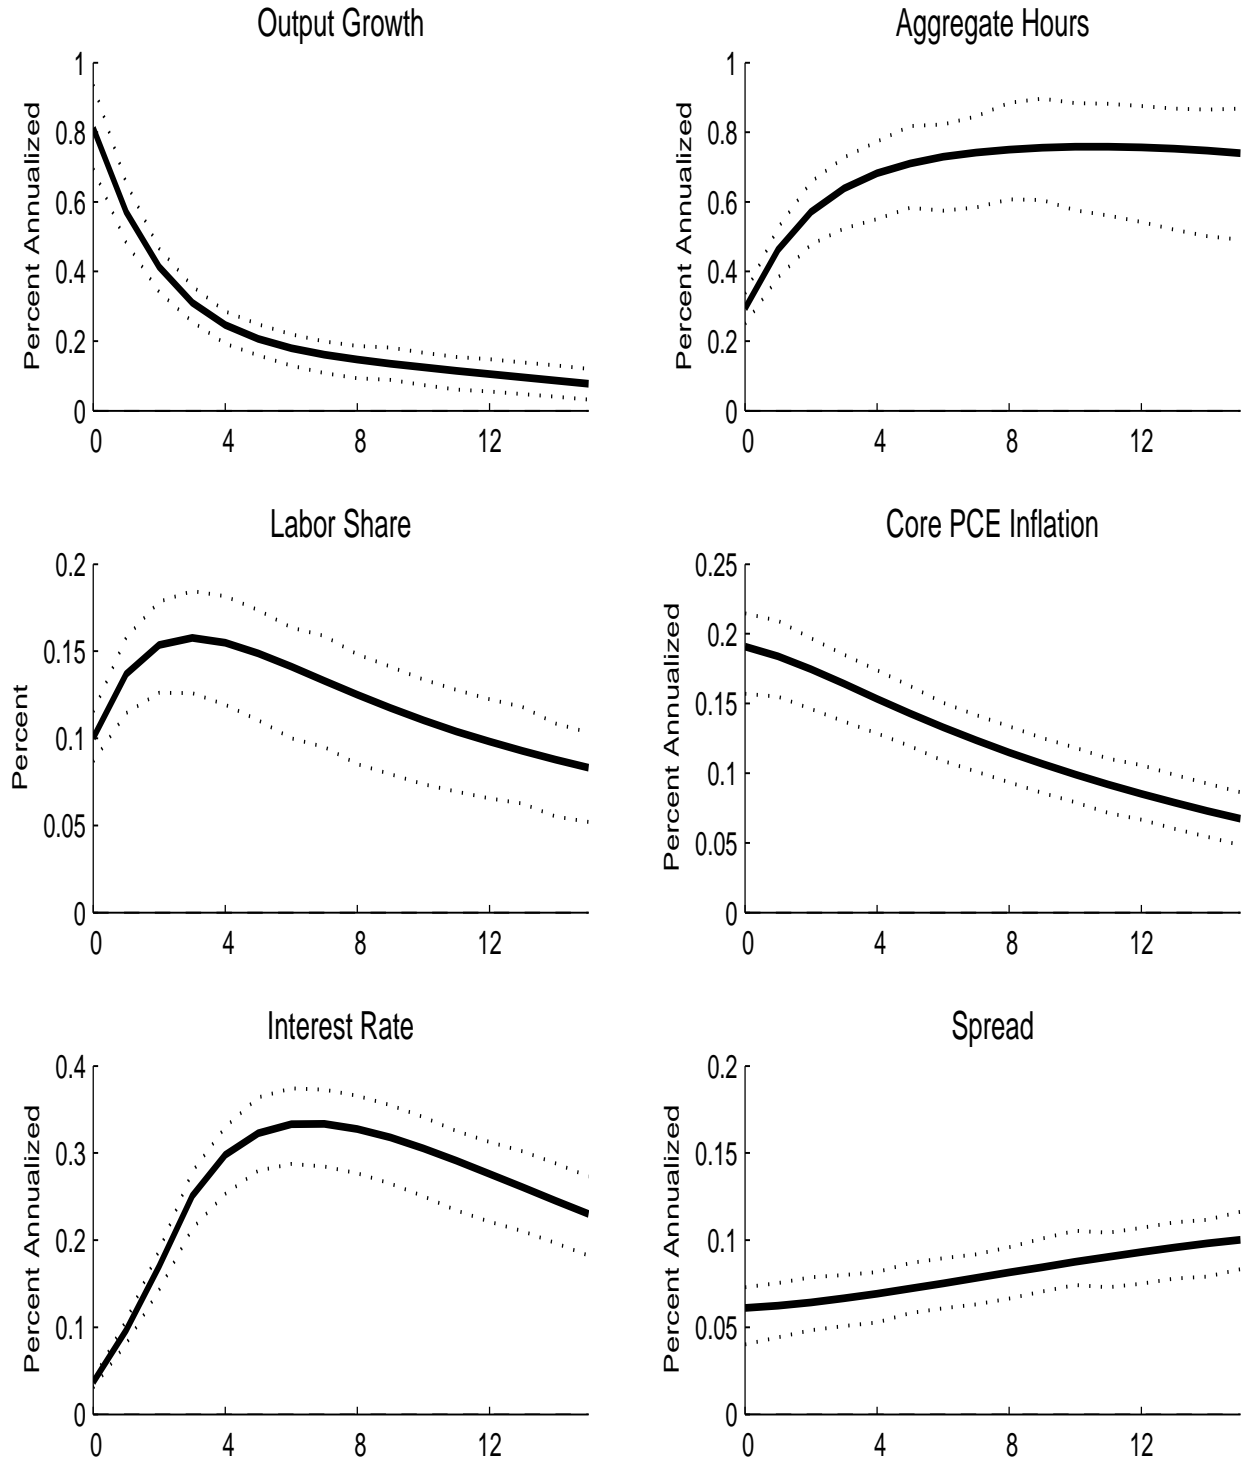 Output Growth
Percent Annualized
1
0.8
0.6
0.4
0.2
0
0 4 8 12
Aggregate Hours
Percent Annualized
1
0.8
0.6
0.4
0.2
0
0 4 8 12
Labor Share
Percent
0.2
0.15
0.1
0.05
0
0 4 8 12
Core PCE Inflation
Percent Annualized
0.25
0.2
0.15
0.1
0.05
0
0 4 8 12
Interest Rate
Percent Annualized
0.4
0.3
0.2
0.1
0
0 4 8 12
Spread
Percent Annualized
0.2
0.15
0.1
0.05
0
0 4 8 12